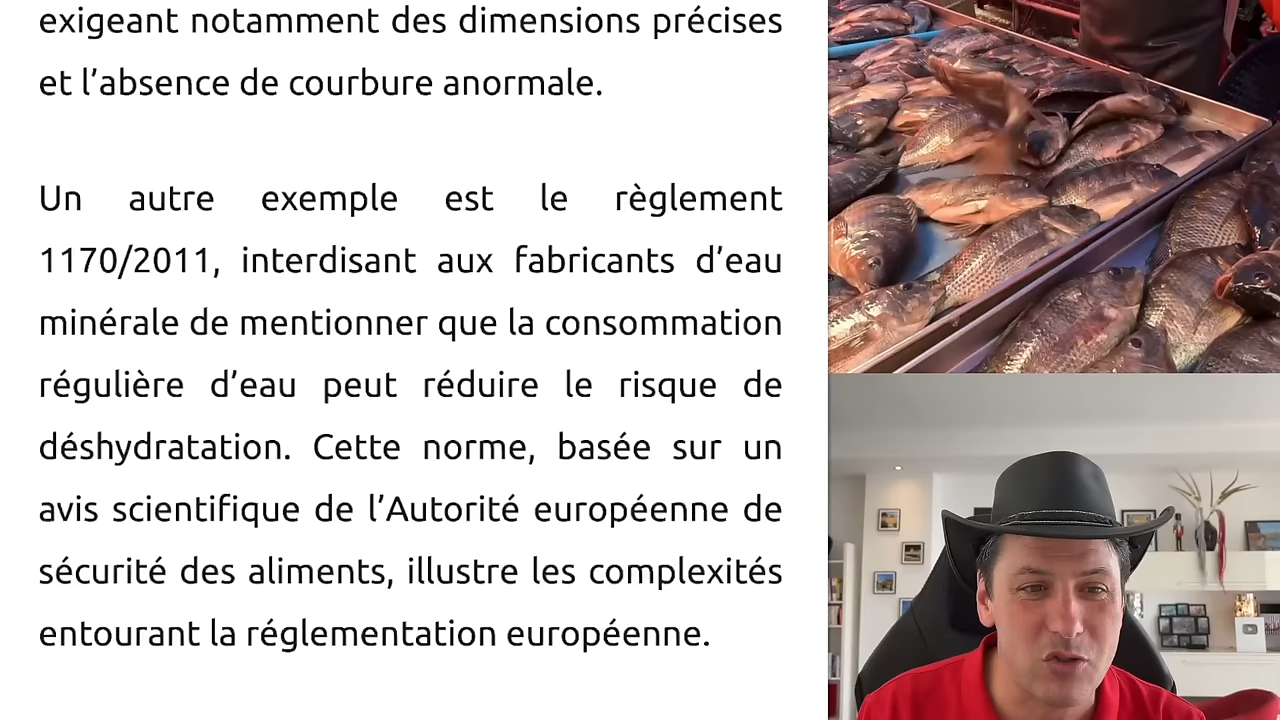 exigeant notamment des dimensions précises
et l’absence de courbure anormale.
Un autre exemple est le règlement
1170/2011, interdisant aux fabricants d’eau
minérale de mentionner que la consommation
régulière d’eau peut réduire le risque de
déshydratation. Cette norme, basée sur un
avis scientifique de l’Autorité européenne de
sécurité des aliments, illustre les complexités
entourant la réglementation européenne.